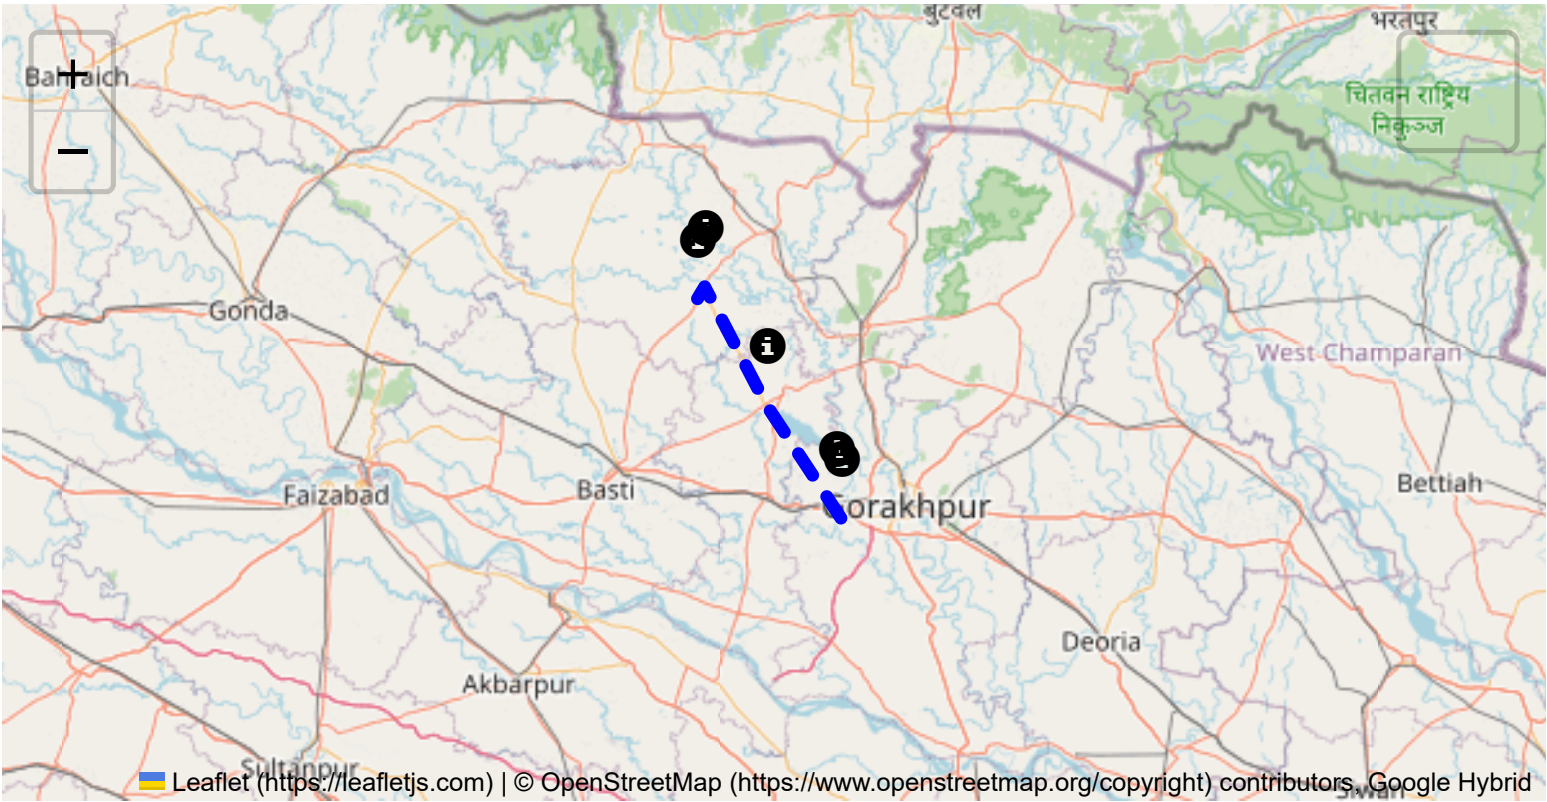 बुटवल
भरतपुर
Bahraich
+
चितवन राष्ट्रिय
निकुञ्ज
−
i
Gonda
West Champaran
Faizabad
Basti
Bettiah
Gorakhpur
Deoria
Akbarpur
Sultanpur
Leaflet (https://leafletjs.com) | © OpenStreetMap (https://www.openstreetmap.org/copyright) contributors, Google Hybrid
Siwan